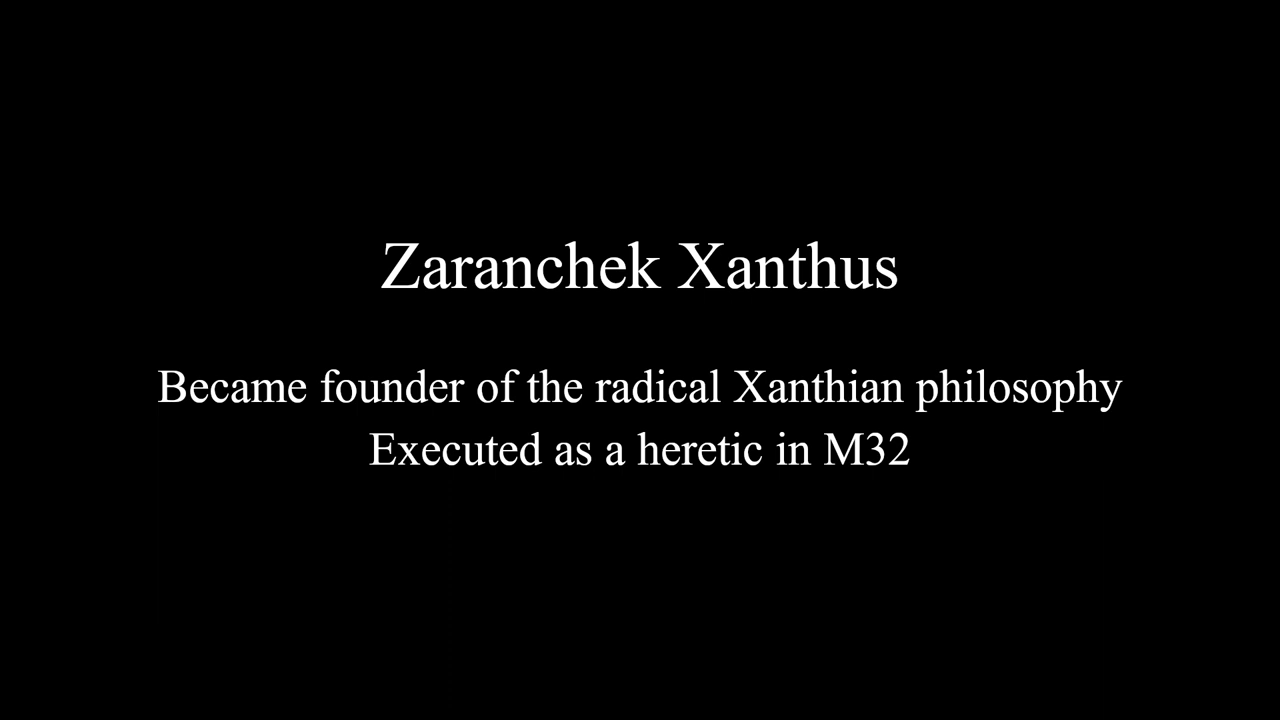 Zaranchek Xanthus
Became founder of the radical Xanthian philosophy
Executed as a heretic in M32